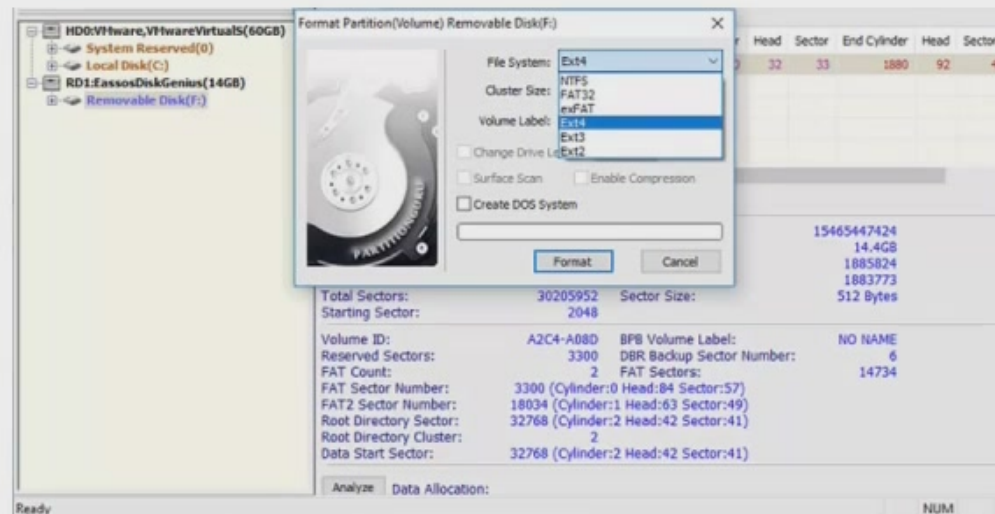 HD0:VMware,VMwareVirtualS(60GB)
System Reserved(0)
Local Disk(C:)
RD1:EassosDiskGenius(14GB)
Removable Disk(F:)
Format Partition(Volume) Removable Disk(F:)
File System: Ext4
NTFS
FAT32
exFAT
Ext4
Ext3
Ext2
Cluster Size:
Volume Label:
Change Drive Le
Surface Scan Enable Compression
Create DOS System
PARTITIONGURU
Format Cancel
r Head Sector End Cylinder Head Sector
32 33 1880 92 4
15465447424
14.4GB
1885824
1883773
Total Sectors: 30205952 Sector Size: 512 Bytes
Starting Sector: 2048
Volume ID: A2C4-A08D BPB Volume Label: NO NAME
Reserved Sectors: 3300 DBR Backup Sector Number: 6
FAT Count: 2 FAT Sectors: 14734
FAT Sector Number: 3300 (Cylinder:0 Head:84 Sector:57)
FAT2 Sector Number: 18034 (Cylinder:1 Head:63 Sector:49)
Root Directory Sector: 32768 (Cylinder:2 Head:42 Sector:41)
Root Directory Cluster: 2
Data Start Sector: 32768 (Cylinder:2 Head:42 Sector:41)
Analyze Data Allocation:
Ready NUM